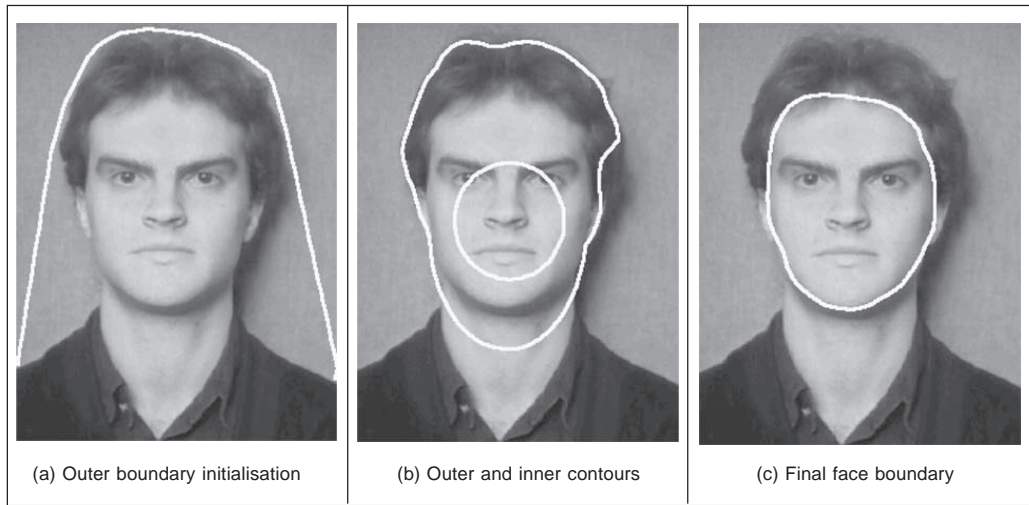 (a) Outer boundary initialisation
(b) Outer and inner contours
(c) Final face boundary